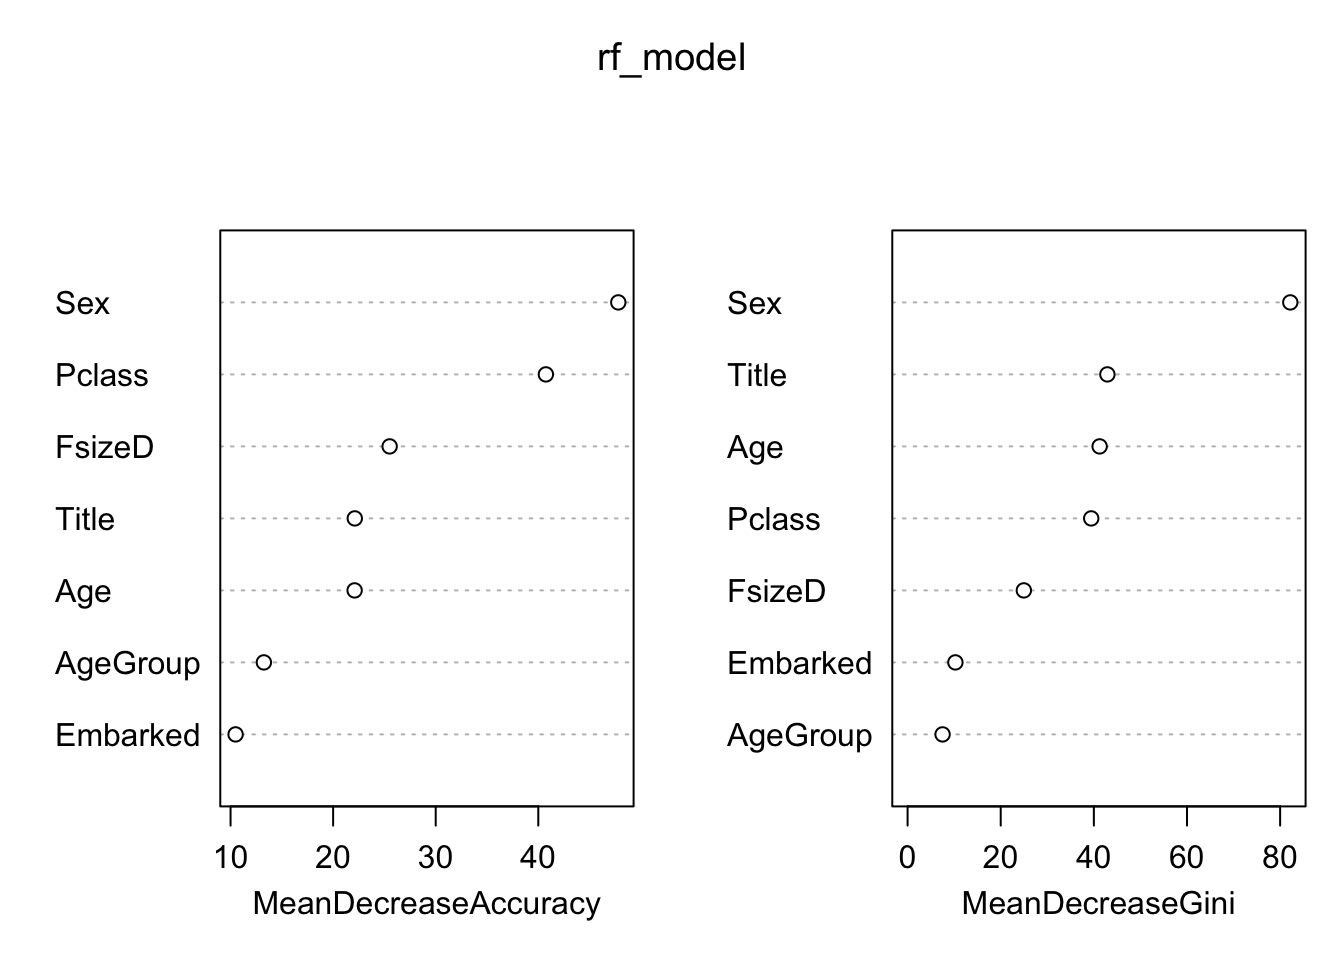 rf_model
Sex
Pclass
FsizeD
Title
Age
AgeGroup
Embarked
10 20 30 40
MeanDecreaseAccuracy
Sex
Title
Age
Pclass
FsizeD
Embarked
AgeGroup
0 20 40 60 80
MeanDecreaseGini